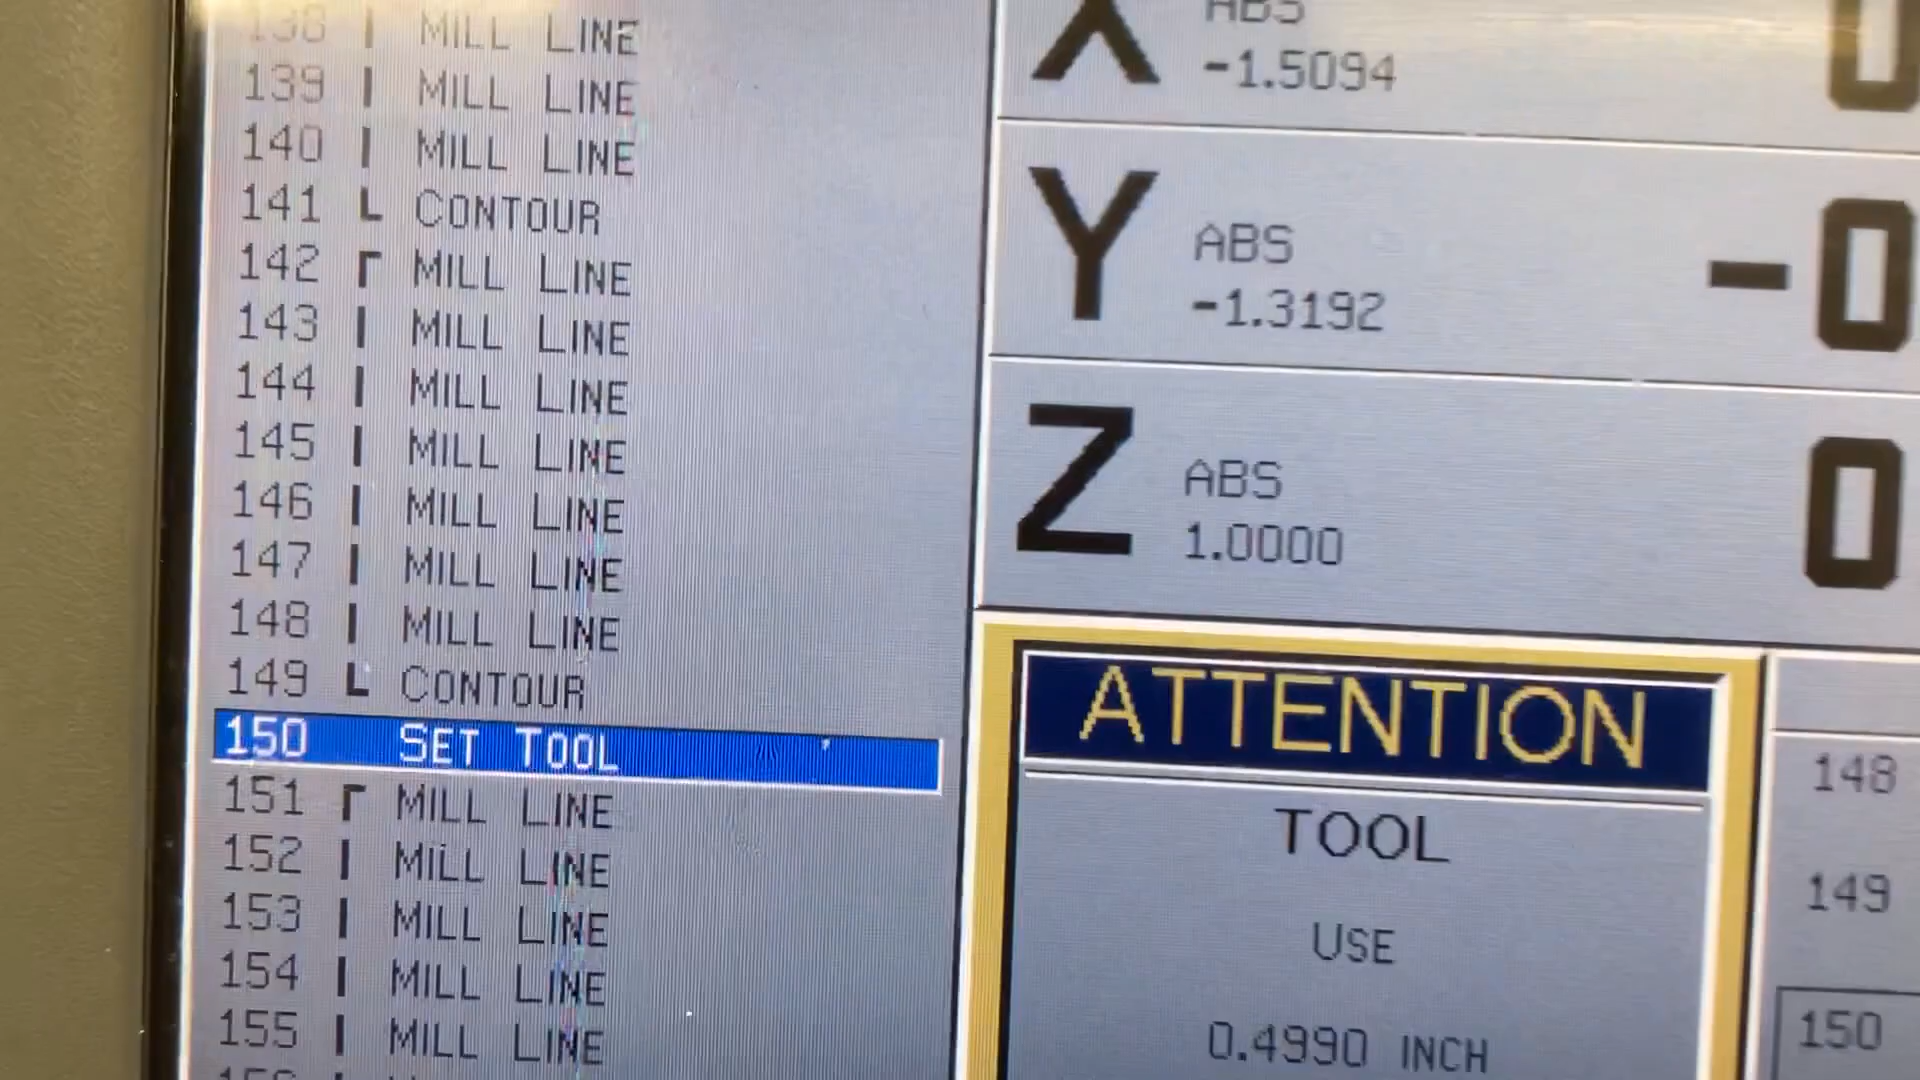 138 MILL LINE
139 MILL LINE
140 MILL LINE
141 CONTOUR
142 MILL LINE
143 MILL LINE
144 MILL LINE
145 MILL LINE
146 MILL LINE
147 MILL LINE
148 MILL LINE
149 CONTOUR
150 SET TOOL
151 MILL LINE
152 MILL LINE
153 MILL LINE
154 MILL LINE
155 MILL LINE
X ABS 0
-1.5094
Y ABS -0
-1.3192
Z ABS 0
1.0000
ATTENTION
TOOL
USE
0.4990 INCH
148
149
150